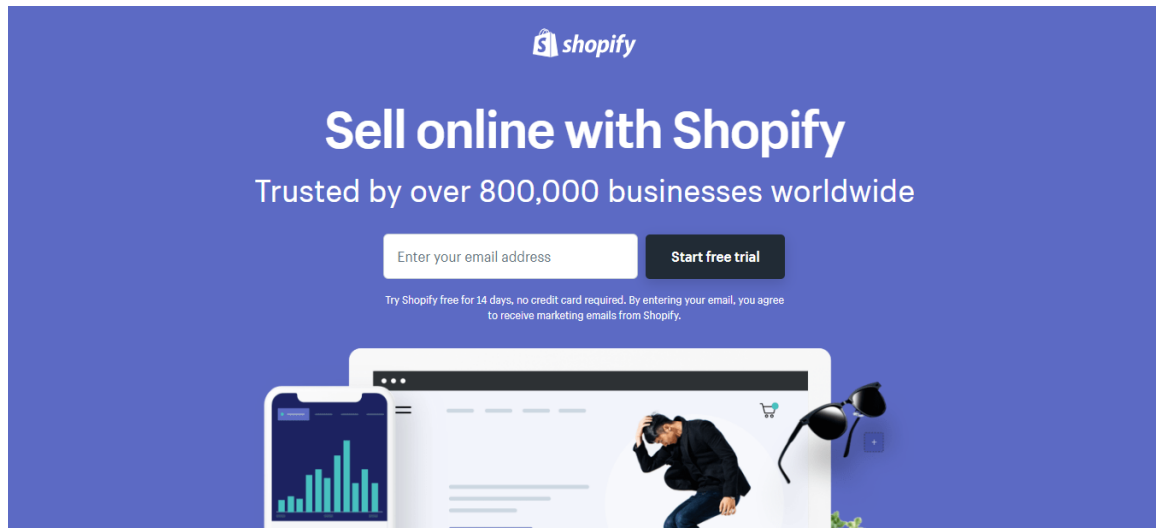 shopify
Sell online with Shopify
Trusted by over 800,000 businesses worldwide
Enter your email address
Start free trial
Try Shopify free for 14 days, no credit card required. By entering your email, you agree
to receive marketing emails from Shopify.